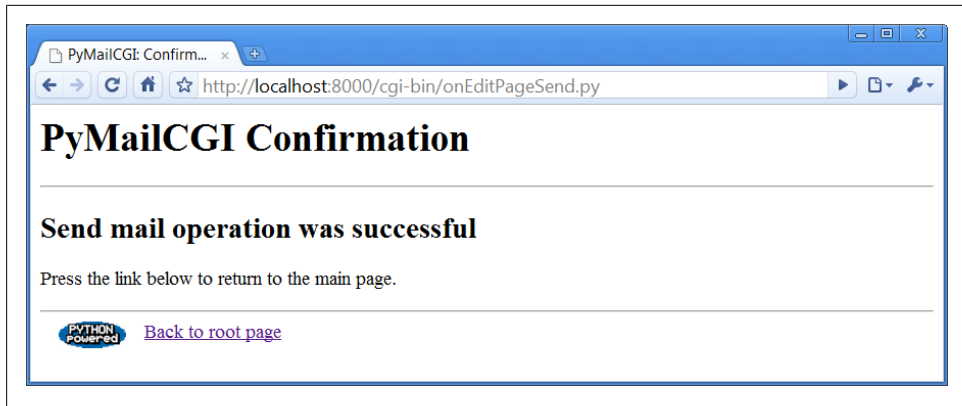 PyMailCGI: Confirm...
http://localhost:8000/cgi-bin/onEditPageSend.py
PyMailCGI Confirmation
Send mail operation was successful
Press the link below to return to the main page.
PYTHON
Powered
Back to root page